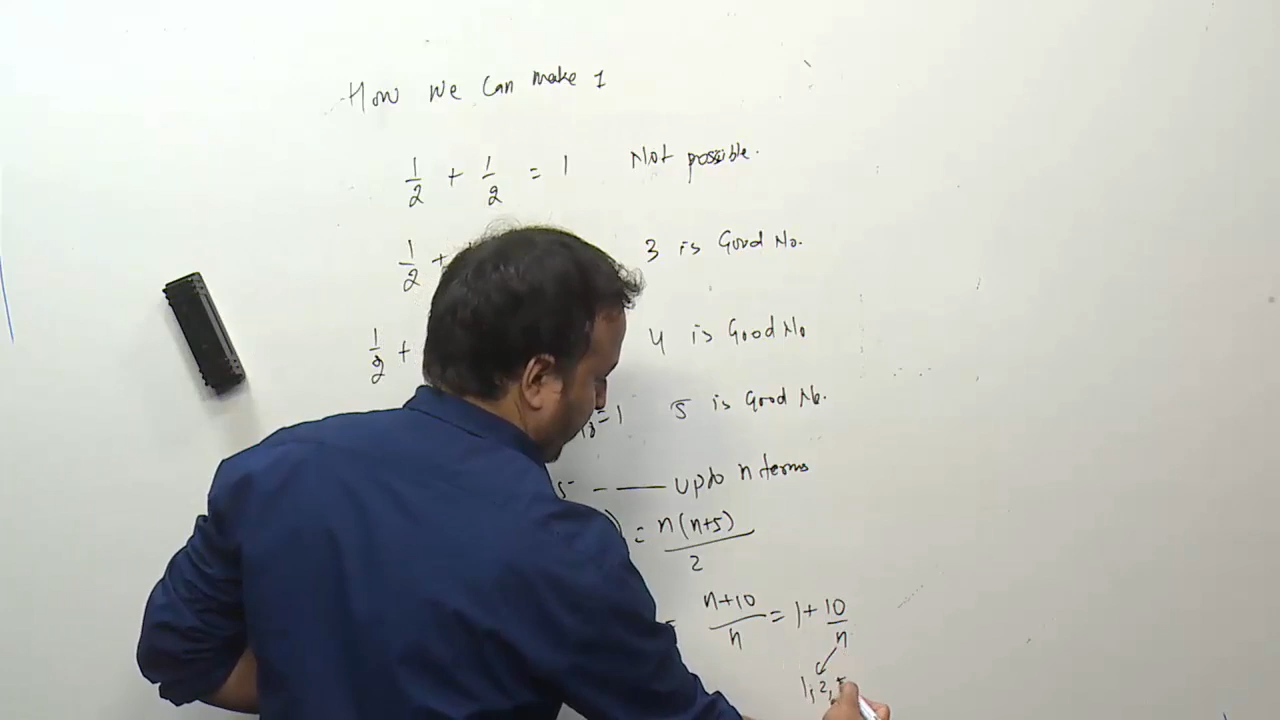 How we can make 1
1/2 + 1/2 = 1 Not possible.
1/2 + 3 is Good No.
1/2 + 4 is Good No
= 1 5 is Good No.
5 - — upto n terms
) = n(n+5)/2
n+10/n = 1 + 10/n
1, 2, 5